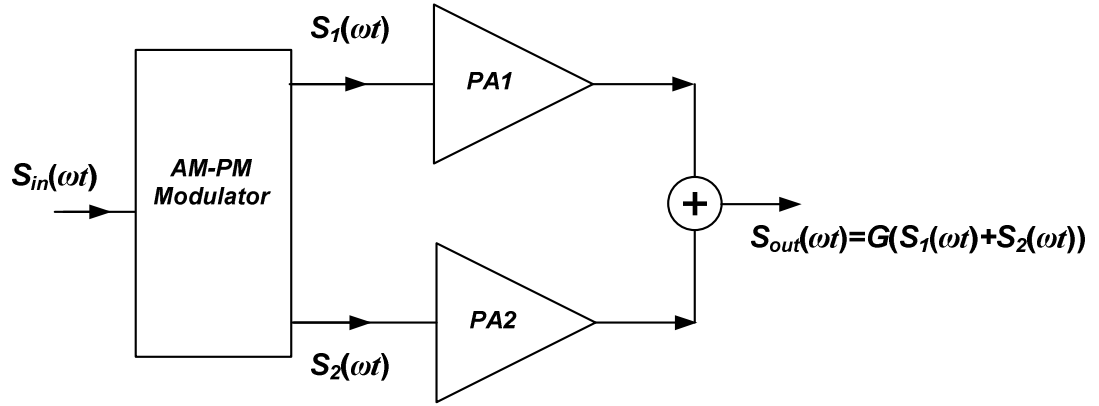 S1(ωt)
PA1
AM-PM
Modulator
Sin(ωt)
+
Sout(ωt)=G(S1(ωt)+S2(ωt))
PA2
S2(ωt)